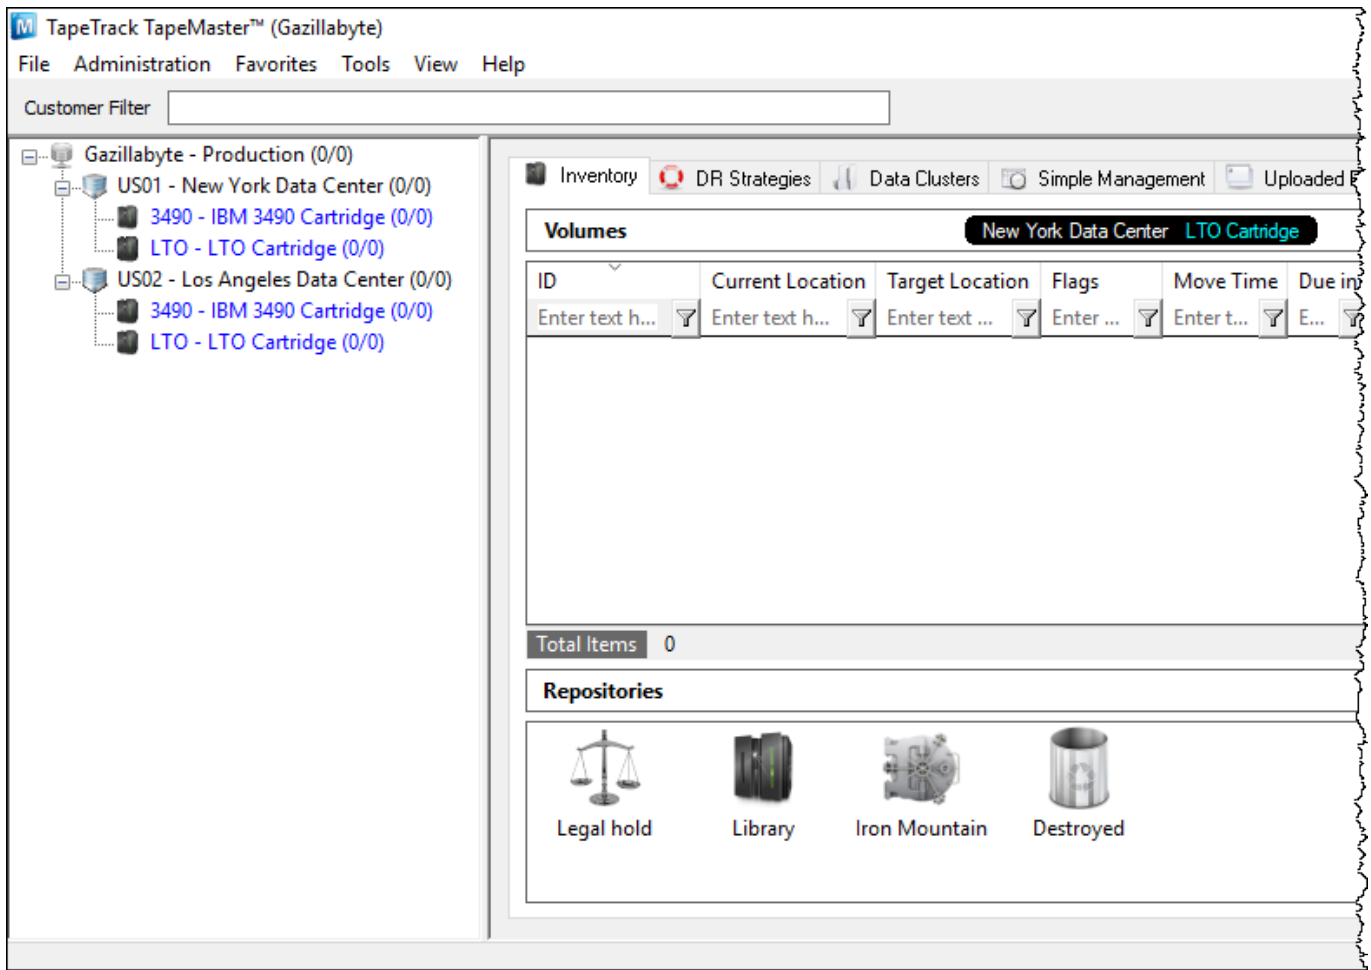 TapeTrack TapeMaster™ (Gazillabyte)
File Administration Favorites Tools View Help
Customer Filter
Gazillabyte - Production (0/0)
US01 - New York Data Center (0/0)
3490 - IBM 3490 Cartridge (0/0)
LTO - LTO Cartridge (0/0)
US02 - Los Angeles Data Center (0/0)
3490 - IBM 3490 Cartridge (0/0)
LTO - LTO Cartridge (0/0)
Inventory DR Strategies Data Clusters Simple Management Uploaded
Volumes New York Data Center LTO Cartridge
ID Current Location Target Location Flags Move Time Due in
Enter text h... Enter text h... Enter text ... Enter ... Enter t... E...
Total Items 0
Repositories
Legal hold Library Iron Mountain Destroyed